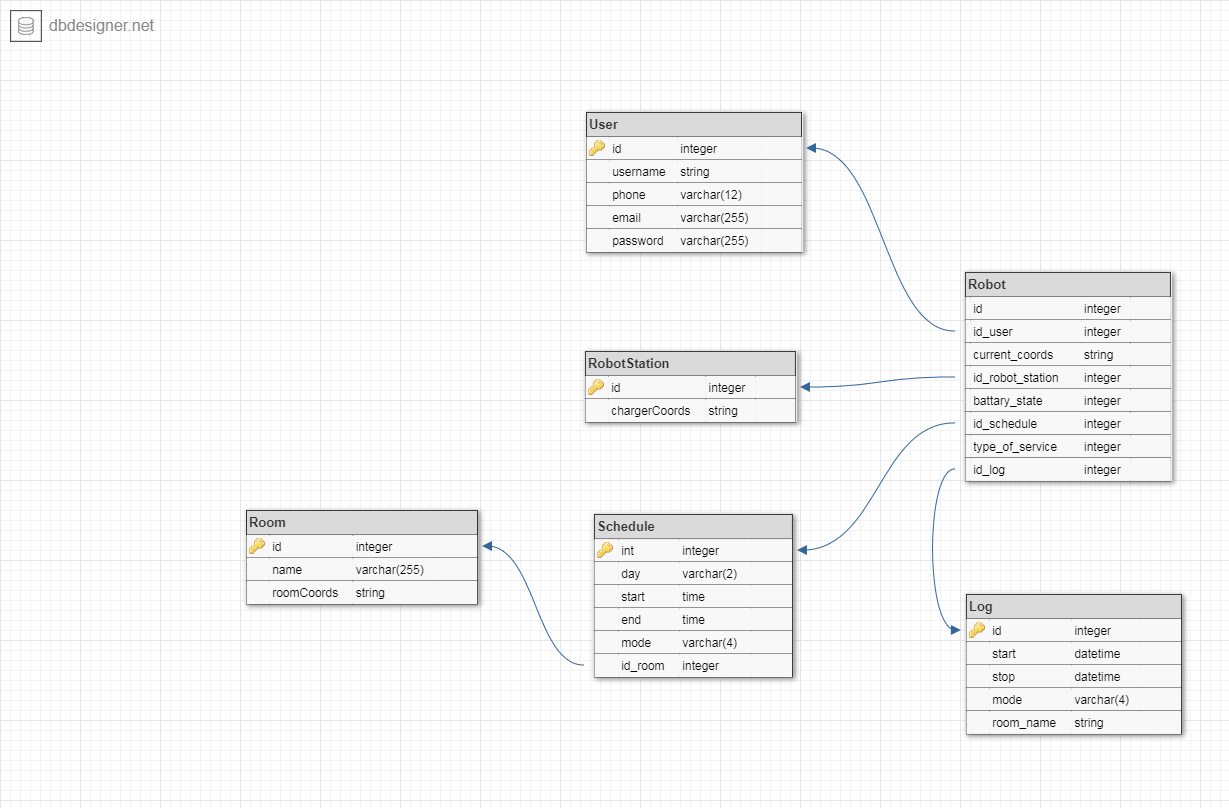 dbdesigner.net
User
id integer
username string
phone varchar(12)
email varchar(255)
password varchar(255)
Robot
id integer
id_user integer
current_coords string
id_robot_station integer
battary_state integer
id_schedule integer
type_of_service integer
id_log integer
RobotStation
id integer
chargerCoords string
Room
id integer
name varchar(255)
roomCoords string
Schedule
int integer
day varchar(2)
start time
end time
mode varchar(4)
id_room integer
Log
id integer
start datetime
stop datetime
mode varchar(4)
room_name string